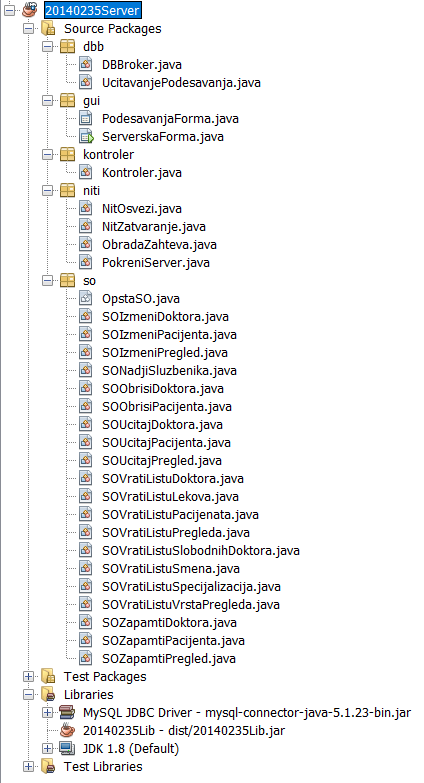 20140235Server
Source Packages
dbb
DBBroker.java
UcitavanjePodesavanja.java
gui
PodesavanjaForma.java
ServerskaForma.java
kontroler
Kontroler.java
niti
NitOsvezi.java
NitZatvaranje.java
ObradaZahteva.java
PokreniServer.java
so
OpstaSO.java
SOIzmeniDoktora.java
SOIzmeniPacijenta.java
SOIzmeniPregled.java
SONadjiSluzbenika.java
SOObrisiDoktora.java
SOObrisiPacijenta.java
SOUcitajDoktora.java
SOUcitajPacijenta.java
SOUcitajPregled.java
SOVratiListuDoktora.java
SOVratiListuLekova.java
SOVratiListuPacijenata.java
SOVratiListuPregleda.java
SOVratiListuSlobodnihDoktora.java
SOVratiListuSmena.java
SOVratiListuSpecijalizacija.java
SOVratiListuVrstaPregleda.java
SOZapamtiDoktora.java
SOZapamtiPacijenta.java
SOZapamtiPregled.java
Test Packages
Libraries
MySQL JDBC Driver - mysql-connector-java-5.1.23-bin.jar
20140235Lib - dist/20140235Lib.jar
JDK 1.8 (Default)
Test Libraries